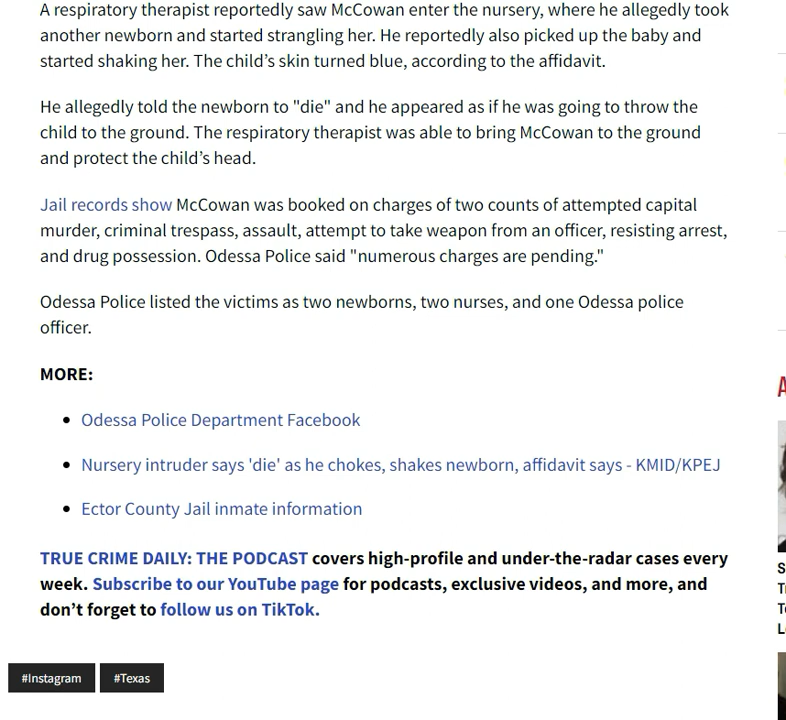 A respiratory therapist reportedly saw McCowan enter the nursery, where he allegedly took
another newborn and started strangling her. He reportedly also picked up the baby and
started shaking her. The child’s skin turned blue, according to the affidavit.
He allegedly told the newborn to "die" and he appeared as if he was going to throw the
child to the ground. The respiratory therapist was able to bring McCowan to the ground
and protect the child’s head.
Jail records show McCowan was booked on charges of two counts of attempted capital
murder, criminal trespass, assault, attempt to take weapon from an officer, resisting arrest,
and drug possession. Odessa Police said "numerous charges are pending."
Odessa Police listed the victims as two newborns, two nurses, and one Odessa police
officer.
MORE:
Odessa Police Department Facebook
Nursery intruder says 'die' as he chokes, shakes newborn, affidavit says - KMID/KPEJ
Ector County Jail inmate information
TRUE CRIME DAILY: THE PODCAST covers high-profile and under-the-radar cases every
week. Subscribe to our YouTube page for podcasts, exclusive videos, and more, and
don’t forget to follow us on TikTok.
#Instagram #Texas